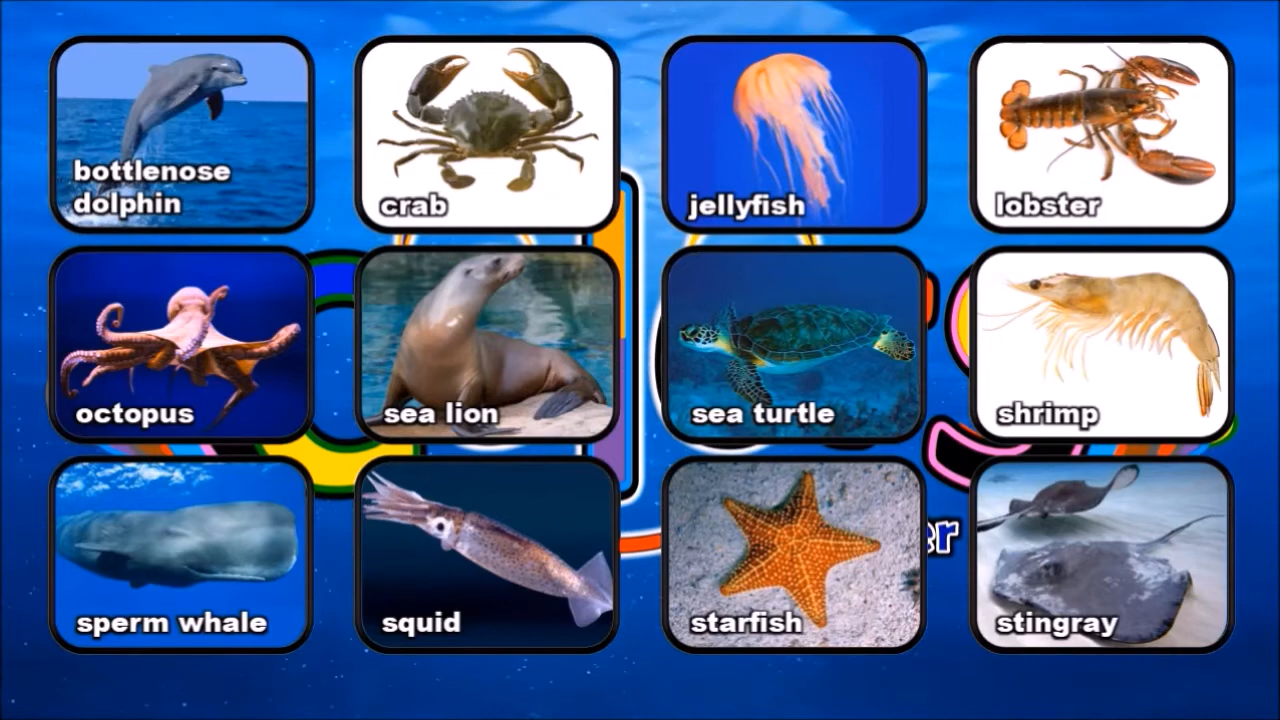 bottlenose
dolphin
crab
jellyfish
lobster
octopus
sea lion
sea turtle
shrimp
sperm whale
squid
starfish
stingray